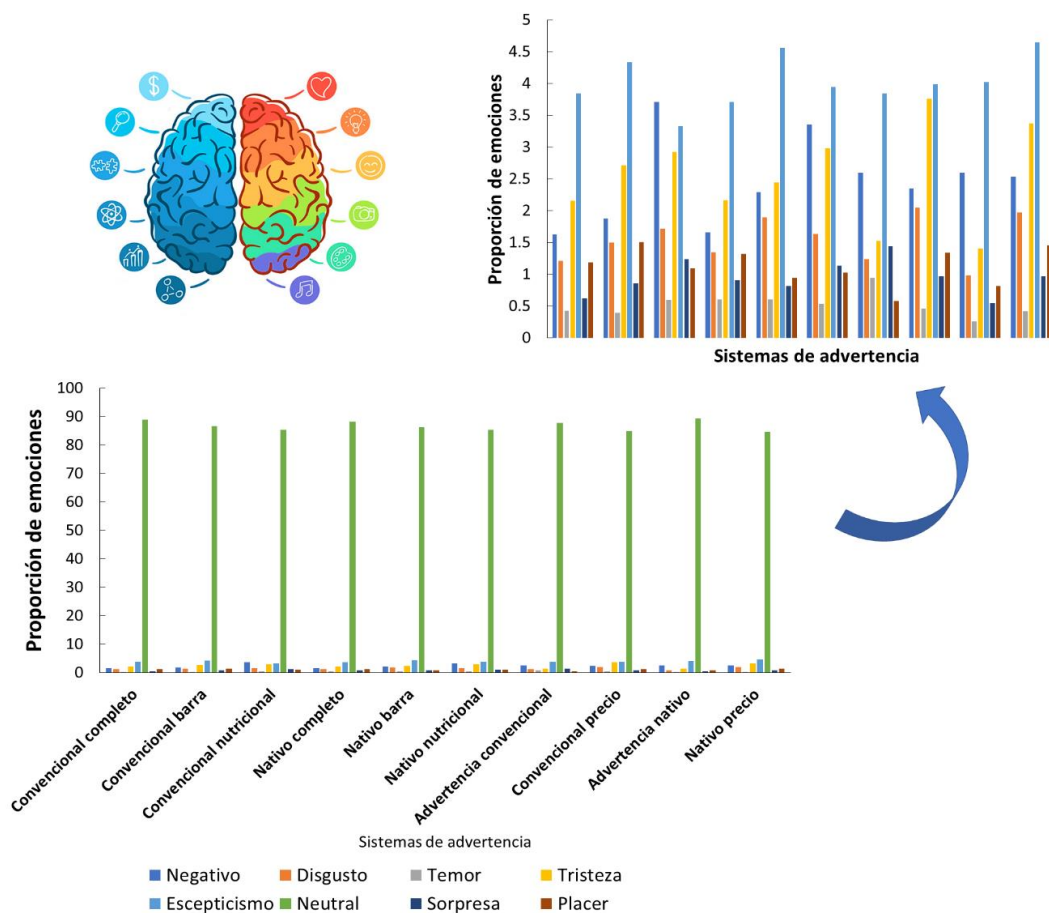 5
4.5
4
3.5
3
2.5
2
1.5
1
0.5
0
Proporción de emociones
Sistemas de advertencia
100
90
80
70
60
50
40
30
20
10
0
Proporción de emociones
Convencional completo
Convencional barra
Convencional nutricional
Nativo completo
Nativo barra
Nativo nutricional
Advertencia convencional
Convencional precio
Advertencia nativo
Nativo precio
Sistemas de advertencia
Negativo Disgusto Temor Tristeza
Escepticismo Neutral Sorpresa Placer